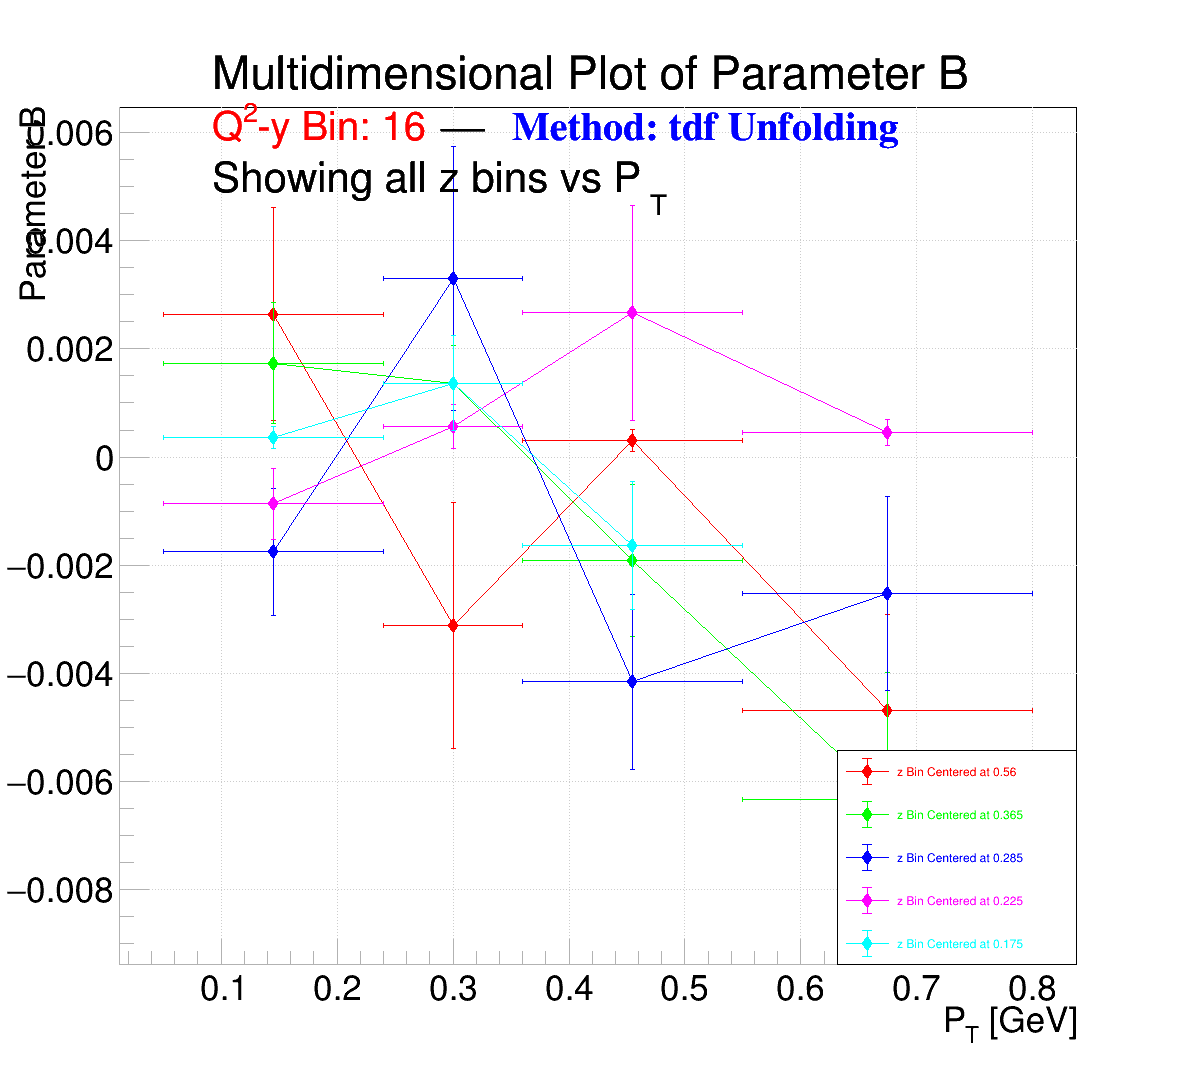 Multidimensional Plot of Parameter B
Q²-y Bin: 16 — Method: tdf Unfolding
Showing all z bins vs P_T
Parameter B
0.006
0.004
0.002
0
−0.002
−0.004
−0.006
−0.008
z Bin Centered at 0.56
z Bin Centered at 0.365
z Bin Centered at 0.285
z Bin Centered at 0.225
z Bin Centered at 0.175
0.1 0.2 0.3 0.4 0.5 0.6 0.7 0.8
P_T [GeV]